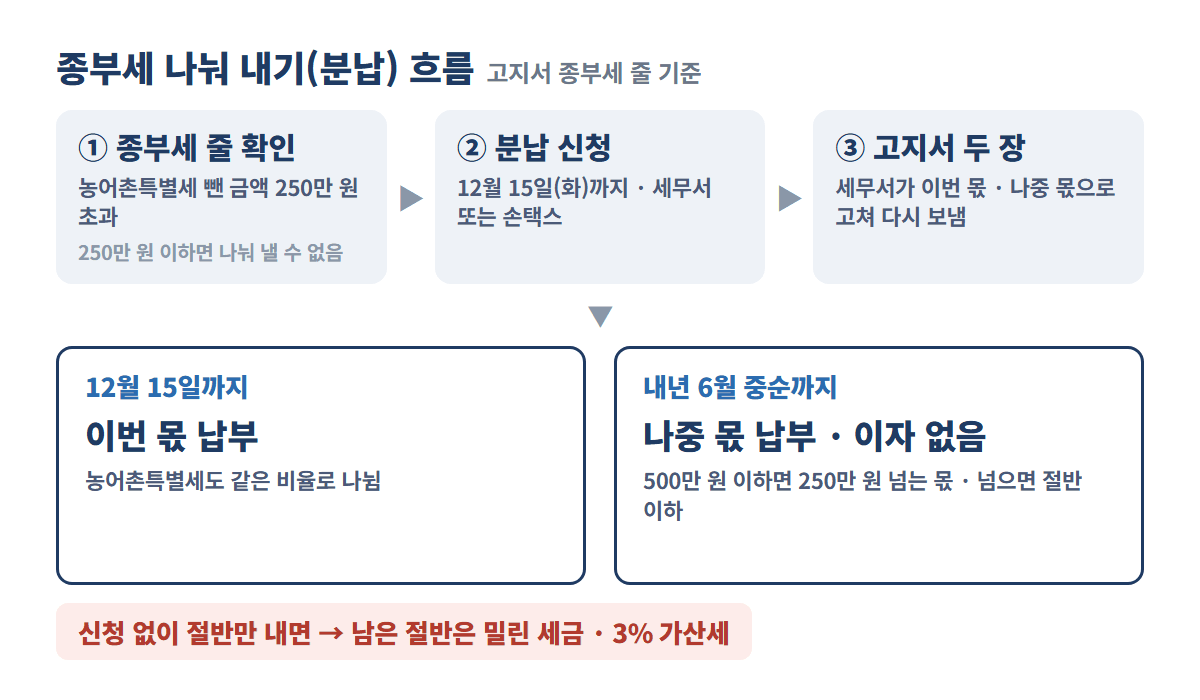 종부세 나눠 내기(분납) 흐름 고지서 종부세 줄 기준
① 종부세 줄 확인
농어촌특별세 뺀 금액 250만 원
초과
250만 원 이하면 나눠 낼 수 없음
② 분납 신청
12월 15일(화)까지 · 세무서
또는 손택스
③ 고지서 두 장
세무서가 이번 몫 · 나중 몫으로
고쳐 다시 보냄
12월 15일까지
이번 몫 납부
농어촌특별세도 같은 비율로 나뉨
내년 6월 중순까지
나중 몫 납부 · 이자 없음
500만 원 이하면 250만 원 넘는 몫 · 넘으면 절반
이하
신청 없이 절반만 내면 → 남은 절반은 밀린 세금 · 3% 가산세